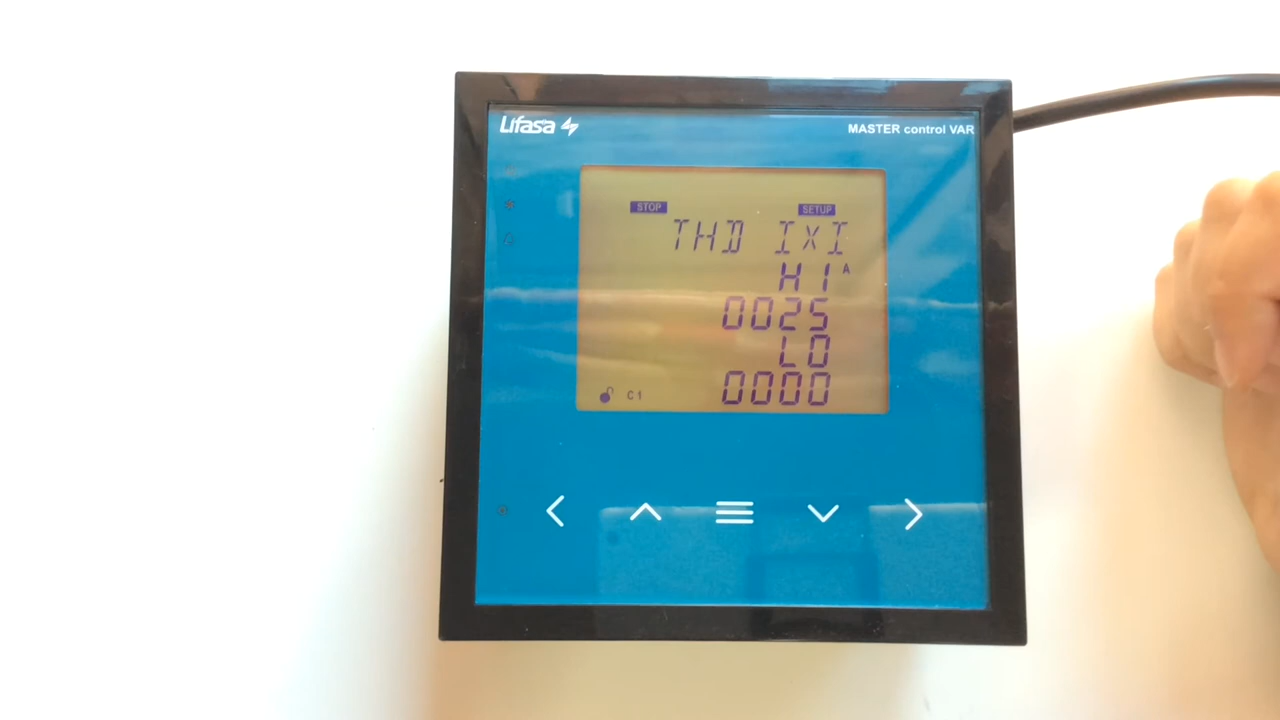 Lifasa
MASTER control VAR
STOP SETUP
THD IXI
HI A
0025
LO
C1 0000